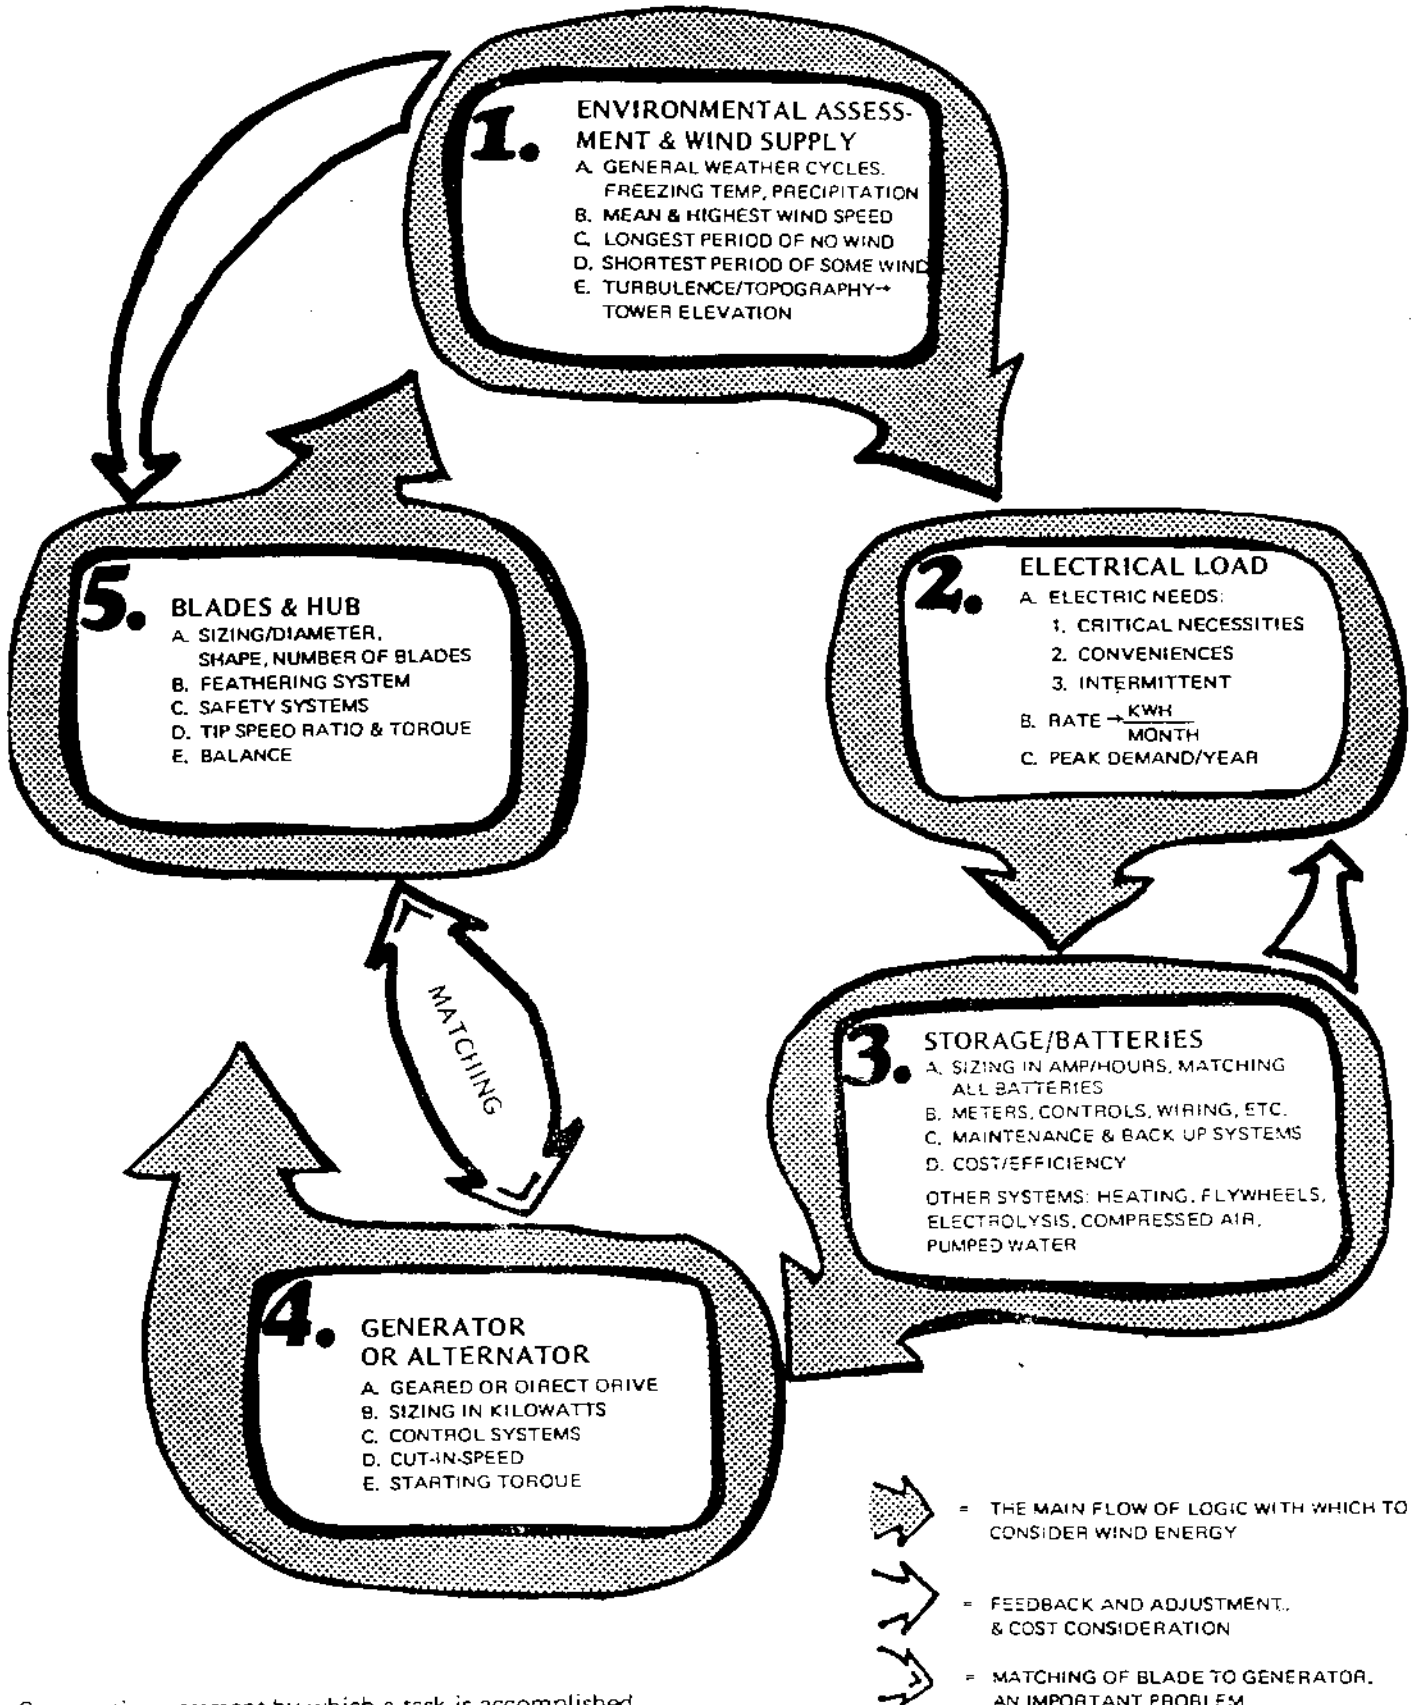 1. ENVIRONMENTAL ASSESS-
MENT & WIND SUPPLY
A. GENERAL WEATHER CYCLES.
FREEZING TEMP, PRECIPITATION
B. MEAN & HIGHEST WIND SPEED
C. LONGEST PERIOD OF NO WIND
D. SHORTEST PERIOD OF SOME WIND
E. TURBULENCE/TOPOGRAPHY→
TOWER ELEVATION
2. ELECTRICAL LOAD
A. ELECTRIC NEEDS:
1. CRITICAL NECESSITIES
2. CONVENIENCES
3. INTERMITTENT
B. RATE → KWH
MONTH
C. PEAK DEMAND/YEAR
3. STORAGE/BATTERIES
A. SIZING IN AMP/HOURS, MATCHING
ALL BATTERIES
B. METERS, CONTROLS, WIRING, ETC.
C. MAINTENANCE & BACK UP SYSTEMS
D. COST/EFFICIENCY
OTHER SYSTEMS: HEATING, FLYWHEELS,
ELECTROLYSIS, COMPRESSED AIR,
PUMPED WATER
4. GENERATOR
OR ALTERNATOR
A. GEARED OR DIRECT DRIVE
B. SIZING IN KILOWATTS
C. CONTROL SYSTEMS
D. CUT-IN-SPEED
E. STARTING TORQUE
MATCHING
5. BLADES & HUB
A. SIZING/DIAMETER,
SHAPE, NUMBER OF BLADES
B. FEATHERING SYSTEM
C. SAFETY SYSTEMS
D. TIP SPEED RATIO & TORQUE
E. BALANCE
= THE MAIN FLOW OF LOGIC WITH WHICH TO
CONSIDER WIND ENERGY
= FEEDBACK AND ADJUSTMENT,
& COST CONSIDERATION
= MATCHING OF BLADE TO GENERATOR.
AN IMPORTANT PROBLEM
by which a task is accomplished